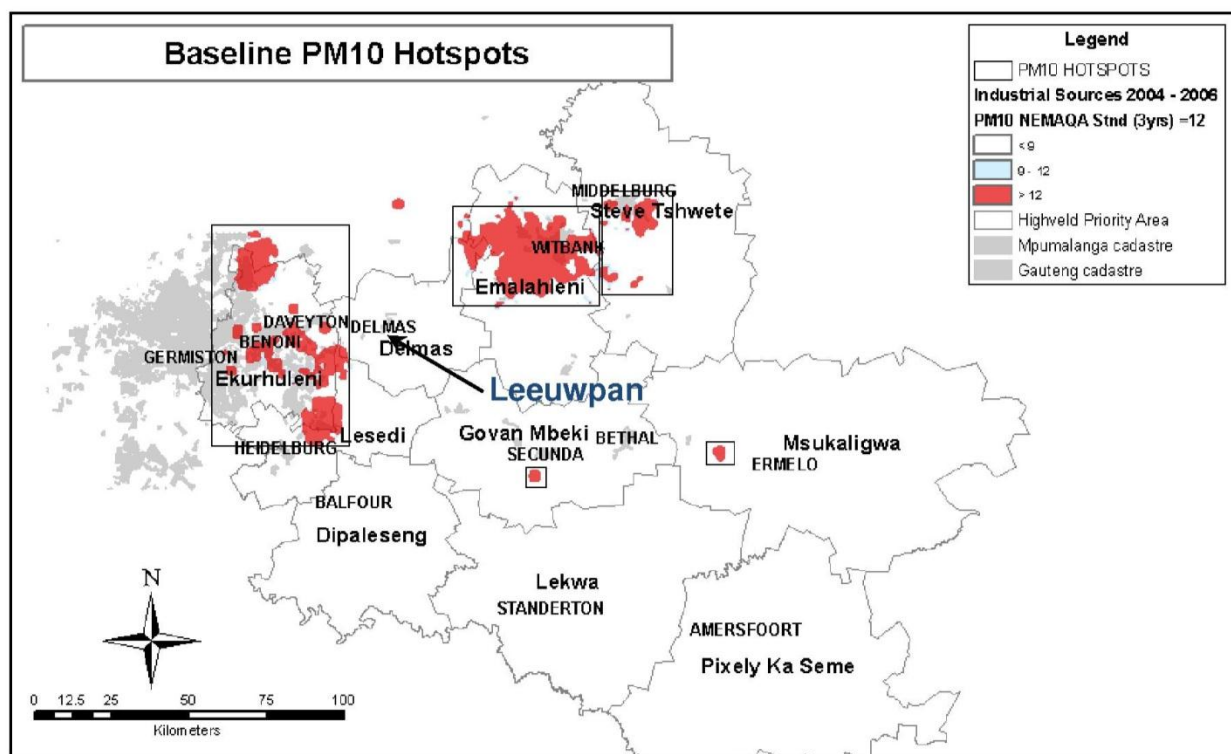 Baseline PM10 Hotspots
Legend
PM10 HOTSPOTS
Industrial Sources 2004 - 2006
PM10 NEMAQA Stnd (3yrs) =12
<9
9 - 12
> 12
Highveld Priority Area
Mpumalanga cadastre
Gauteng cadastre
MIDDELBURG
Steve Tshwete
WITBANK
Emalahleni
DAVEYTON
DELMAS
BENONI
Delmas
GERMISTON
Ekurhuleni
Leeuwpan
Lesedi
HEIDELBURG
Govan Mbeki
BETHAL
SECUNDA
Msukaligwa
ERMELO
BALFOUR
Dipaleseng
Lekwa
STANDERTON
AMERSFOORT
Pixely Ka Seme
N
0 12.5 25 50 75 100
Kilometers